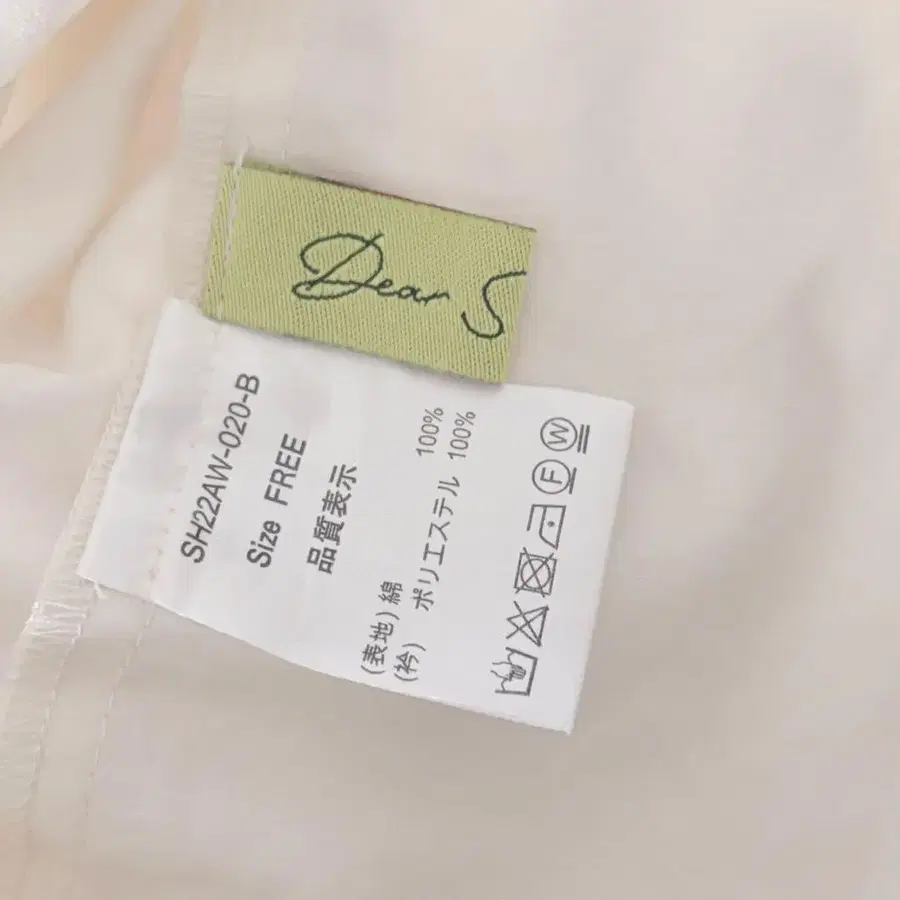 Dear S
SH22AW-020-B
Size FREE
品質表示
(表地) 綿 100%
(衿) ポリエステル 100%
W
F